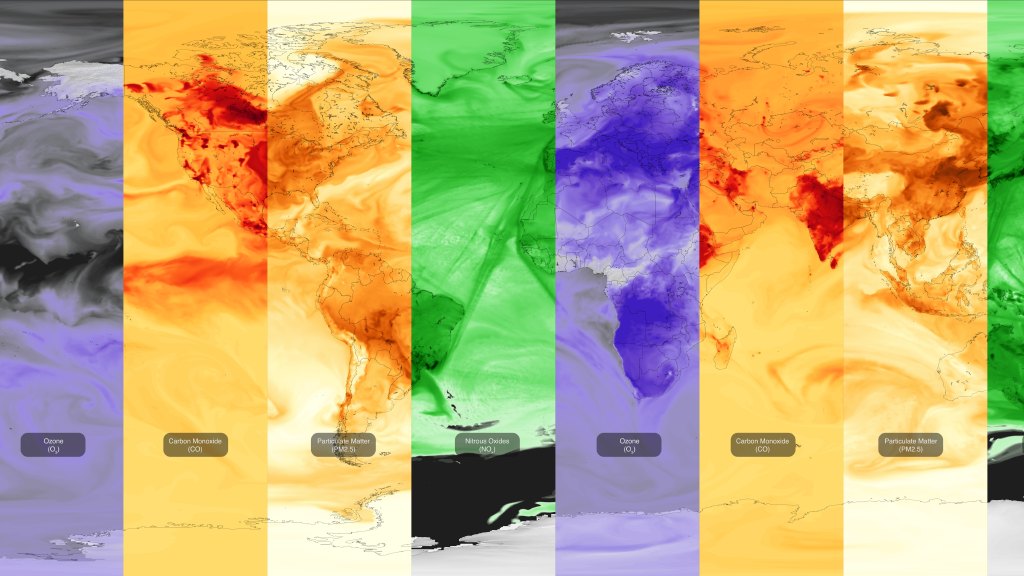 Ozone
(O₃)
Carbon Monoxide
(CO)
Particulate Matter
(PM2.5)
Nitrous Oxides
(NOₓ)
Ozone
(O₃)
Carbon Monoxide
(CO)
Particulate Matter
(PM2.5)